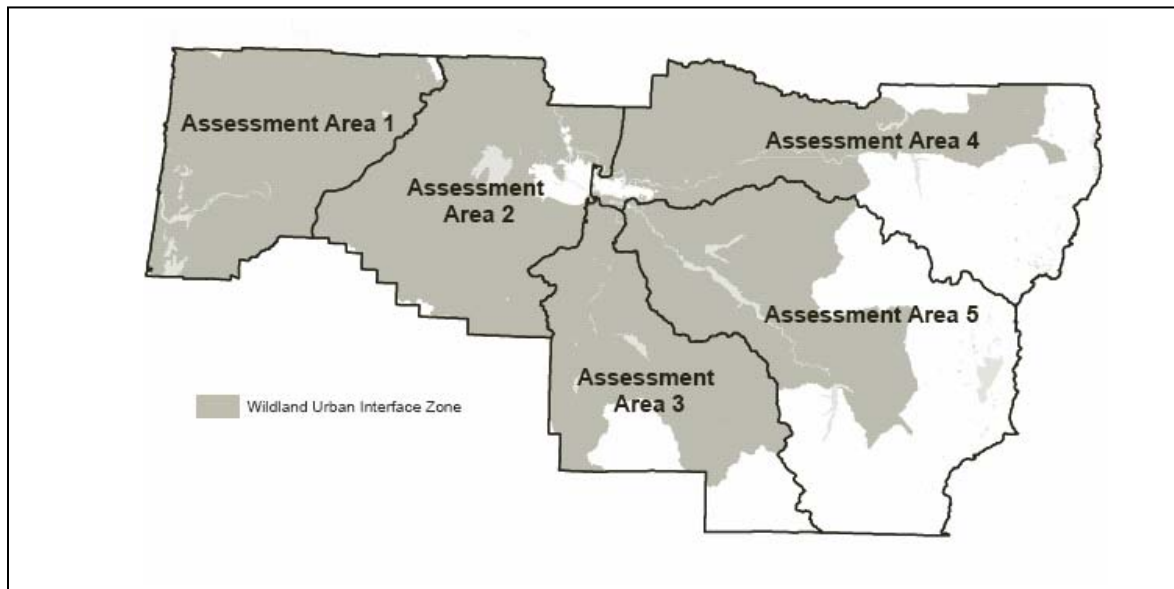 Assessment Area 1
Assessment Area 4
Assessment
Area 2
Assessment Area 5
Assessment
Area 3
Wildland Urban Interface Zone